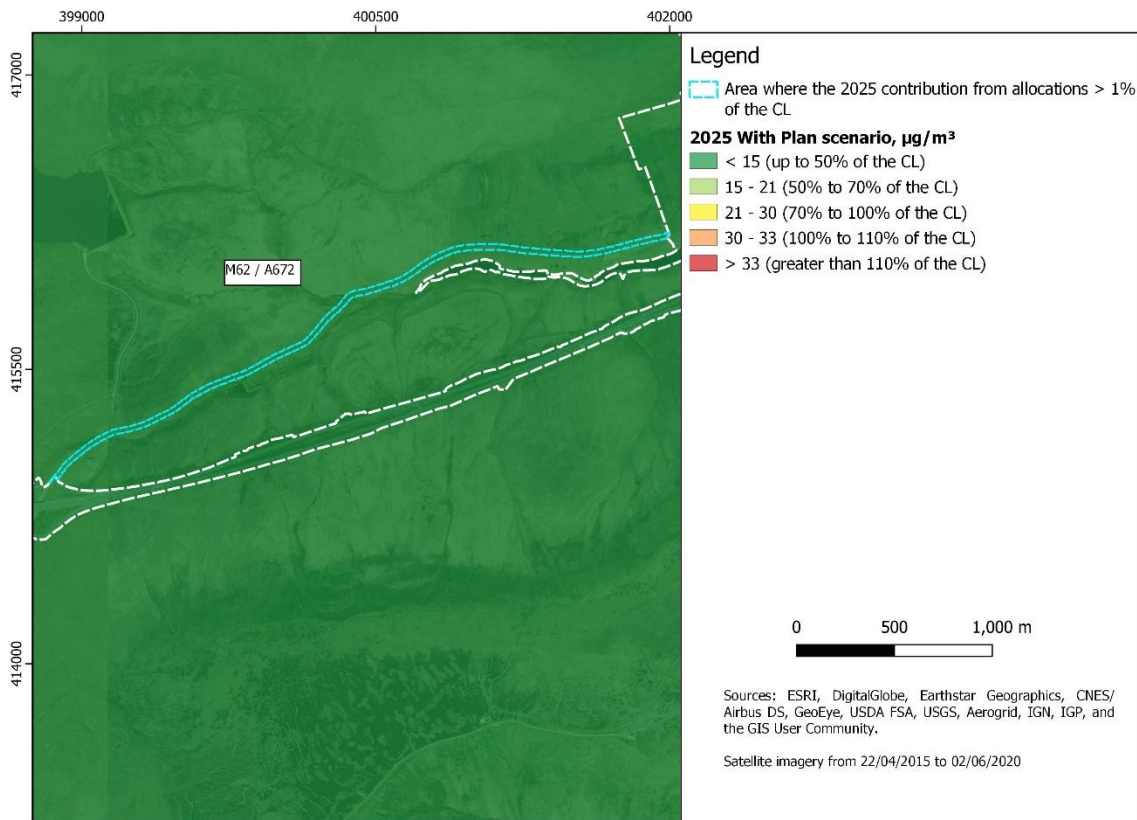 399000
400500
402000
417000
415500
414000
M62 / A672
Legend
Area where the 2025 contribution from allocations > 1%
of the CL
2025 With Plan scenario, µg/m³
< 15 (up to 50% of the CL)
15 - 21 (50% to 70% of the CL)
21 - 30 (70% to 100% of the CL)
30 - 33 (100% to 110% of the CL)
> 33 (greater than 110% of the CL)
0 500 1,000 m
Sources: ESRI, DigitalGlobe, Earthstar Geographics, CNES/
Airbus DS, GeoEye, USDA FSA, USGS, Aerogrid, IGN, IGP, and
the GIS User Community.
Satellite imagery from 22/04/2015 to 02/06/2020